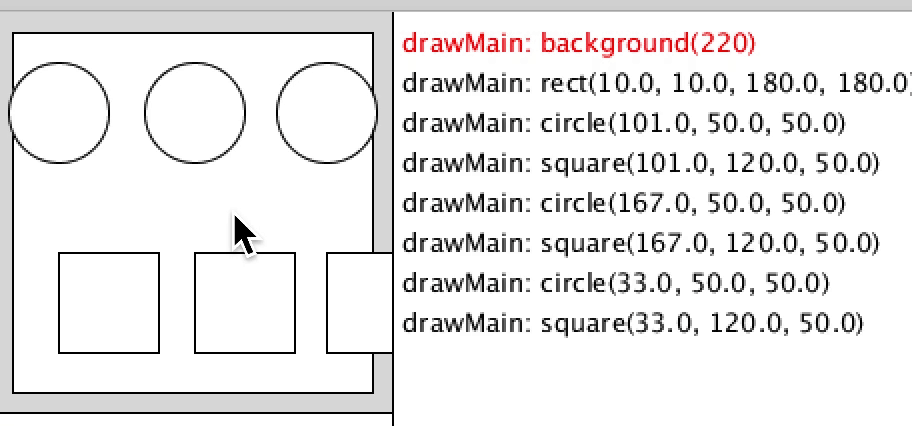 drawMain: background(220)
drawMain: rect(10.0, 10.0, 180.0, 180.0)
drawMain: circle(101.0, 50.0, 50.0)
drawMain: square(101.0, 120.0, 50.0)
drawMain: circle(167.0, 50.0, 50.0)
drawMain: square(167.0, 120.0, 50.0)
drawMain: circle(33.0, 50.0, 50.0)
drawMain: square(33.0, 120.0, 50.0)